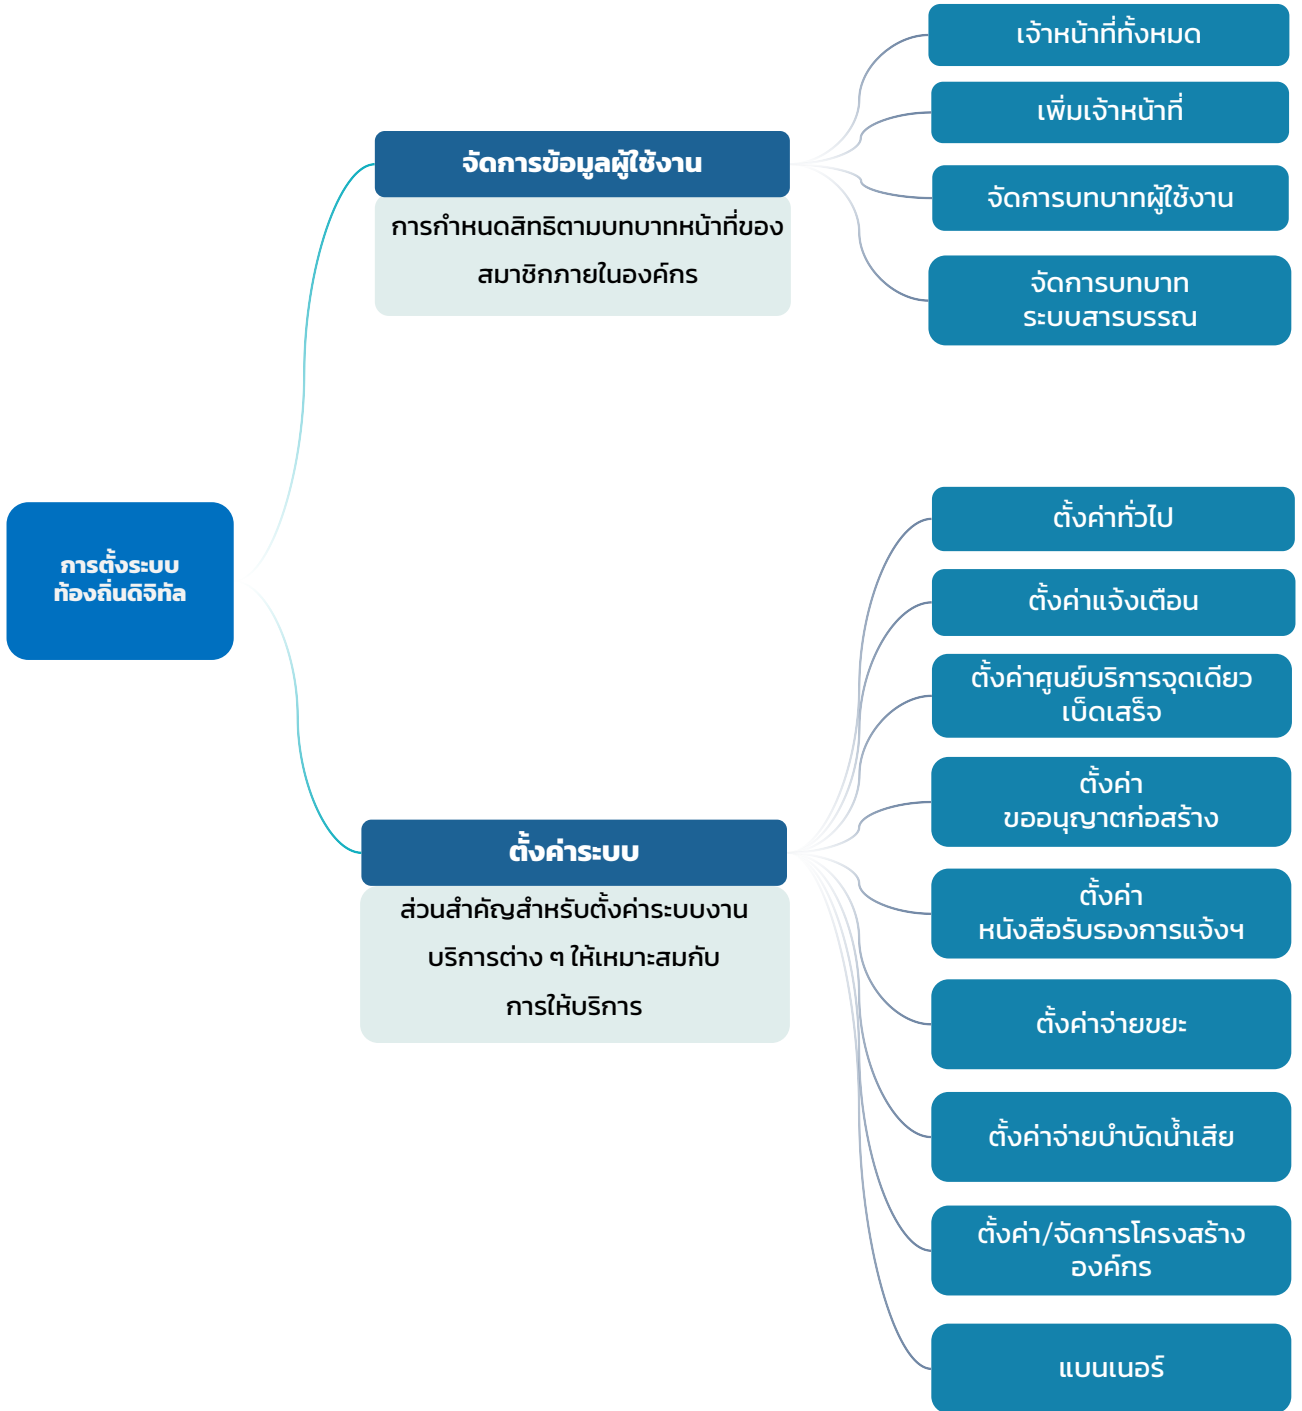 การตั้งระบบ
ท้องถิ่นดิจิทัล
จัดการข้อมูลผู้ใช้งาน
การกำหนดสิทธิตามบทบาทหน้าที่ของ
สมาชิกภายในองค์กร
เจ้าหน้าที่ทั้งหมด
เพิ่มเจ้าหน้าที่
จัดการบทบาทผู้ใช้งาน
จัดการบทบาท
ระบบสารบรรณ
ตั้งค่าระบบ
ส่วนสำคัญสำหรับตั้งค่าระบบงาน
บริการต่าง ๆ ให้เหมาะสมกับ
การให้บริการ
ตั้งค่าทั่วไป
ตั้งค่าแจ้งเตือน
ตั้งค่าศูนย์บริการจุดเดียว
เบ็ดเสร็จ
ตั้งค่า
ขออนุญาตก่อสร้าง
ตั้งค่า
หนังสือรับรองการแจ้งฯ
ตั้งค่าจ่ายขยะ
ตั้งค่าจ่ายบำบัดน้ำเสีย
ตั้งค่า/จัดการโครงสร้าง
องค์กร
แบนเนอร์